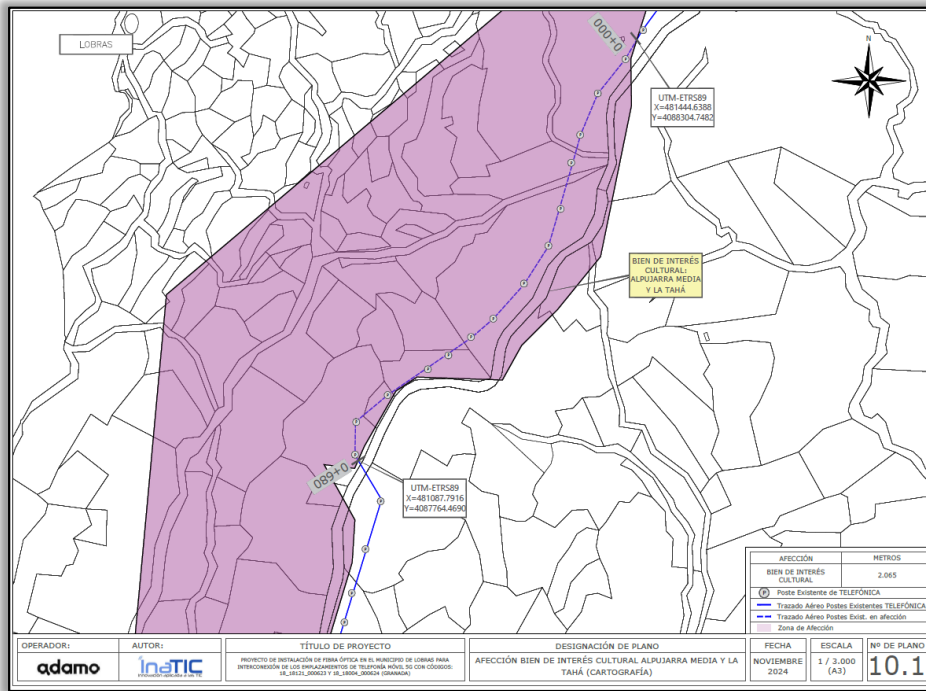 LOBRAS
0+000
N
UTM-ETRS89
X=481444.6388
Y=4088304.7482
BIEN DE INTERÉS
CULTURAL:
ALPUJARRA MEDIA
Y LA TAHÁ
0+680
UTM-ETRS89
X=481087.7916
Y=4087764.4690
AFECCIÓN METROS
BIEN DE INTERÉS
CULTURAL
2.065
P Poste Existente de TELEFÓNICA
Trazado Aéreo Postes Existentes TELEFÓNICA
Trazado Aéreo Postes Exist. en afección
Zona de Afección
OPERADOR:
adamo
AUTOR:
inaTIC
TÍTULO DE PROYECTO
PROYECTO DE INSTALACIÓN DE FIBRA ÓPTICA EN EL MUNICIPIO DE LOBRAS PARA
INTERCONEXIÓN DE LOS EMPLAZAMIENTOS DE TELEFONÍA MÓVIL 5G CON CÓDIGOS:
DESIGNACIÓN DE PLANO
AFECCIÓN BIEN DE INTERÉS CULTURAL ALPUJARRA MEDIA Y LA
TAHÁ (CARTOGRAFÍA)
FECHA
NOVIEMBRE
2024
ESCALA
1 / 3.000
(A3)
Nº DE PLANO
10.1